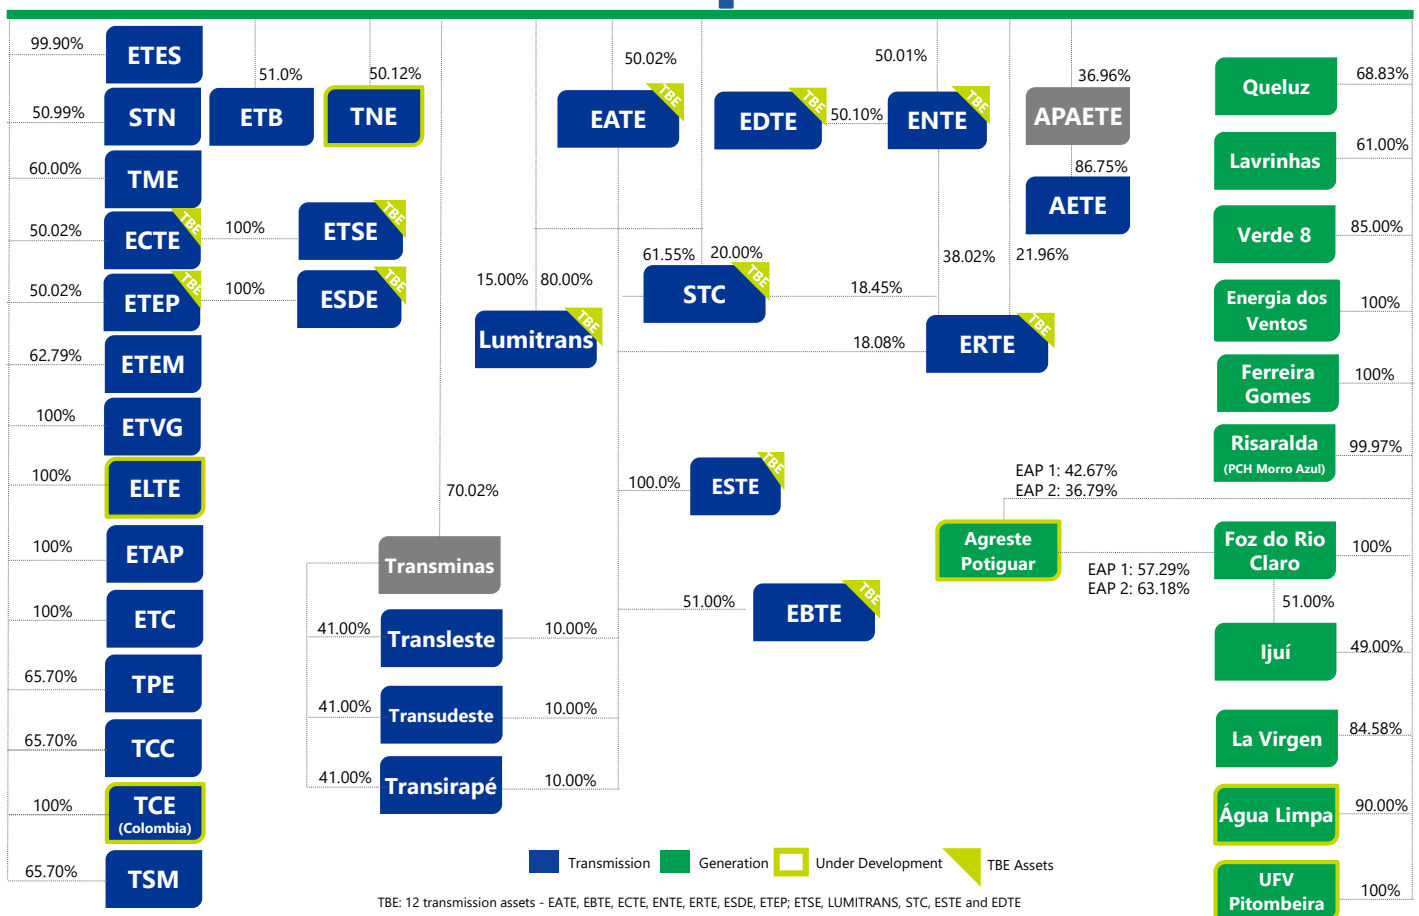 99.90%
ETES
50.02%
50.01%
51.0%
50.12%
36.96%
68.83%
Queluz
50.99%
STN
ETB
TNE
EATE
TBE
EDTE
TBE
50.10%
ENTE
TBE
APAETE
61.00%
Lavrinhas
60.00%
TME
86.75%
AETE
50.02%
ECTE
TBE
100%
ETSE
TBE
Verde 8
85.00%
61.55%
20.00%
38.02%
21.96%
50.02%
ETEP
TBE
100%
ESDE
TBE
15.00%
80.00%
STC
TBE
18.45%
Energia dos
Ventos
100%
Lumitrans
TBE
18.08%
ERTE
TBE
62.79%
ETEM
Ferreira
Gomes
100%
100%
ETVG
Risaralda
(PCH Morro Azul)
99.97%
100%
ELTE
70.02%
100.0%
ESTE
TBE
EAP 1: 42.67%
EAP 2: 36.79%
100%
ETAP
Transminas
Agreste
Potiguar
EAP 1: 57.29%
EAP 2: 63.18%
Foz do Rio
Claro
100%
51.00%
100%
ETC
41.00%
Transleste
10.00%
51.00%
EBTE
TBE
Ijuí
49.00%
65.70%
TPE
41.00%
Transudeste
10.00%
65.70%
TCC
La Virgen
84.58%
41.00%
Transirapé
10.00%
100%
TCE
(Colombia)
Água Limpa
90.00%
65.70%
TSM
Transmission
Generation
Under Development
TBE Assets
UFV
Pitombeira
100%
TBE: 12 transmission assets - EATE, EBTE, ECTE, ENTE, ERTE, ESDE, ETEP; ETSE, LUMITRANS, STC, ESTE and EDTE